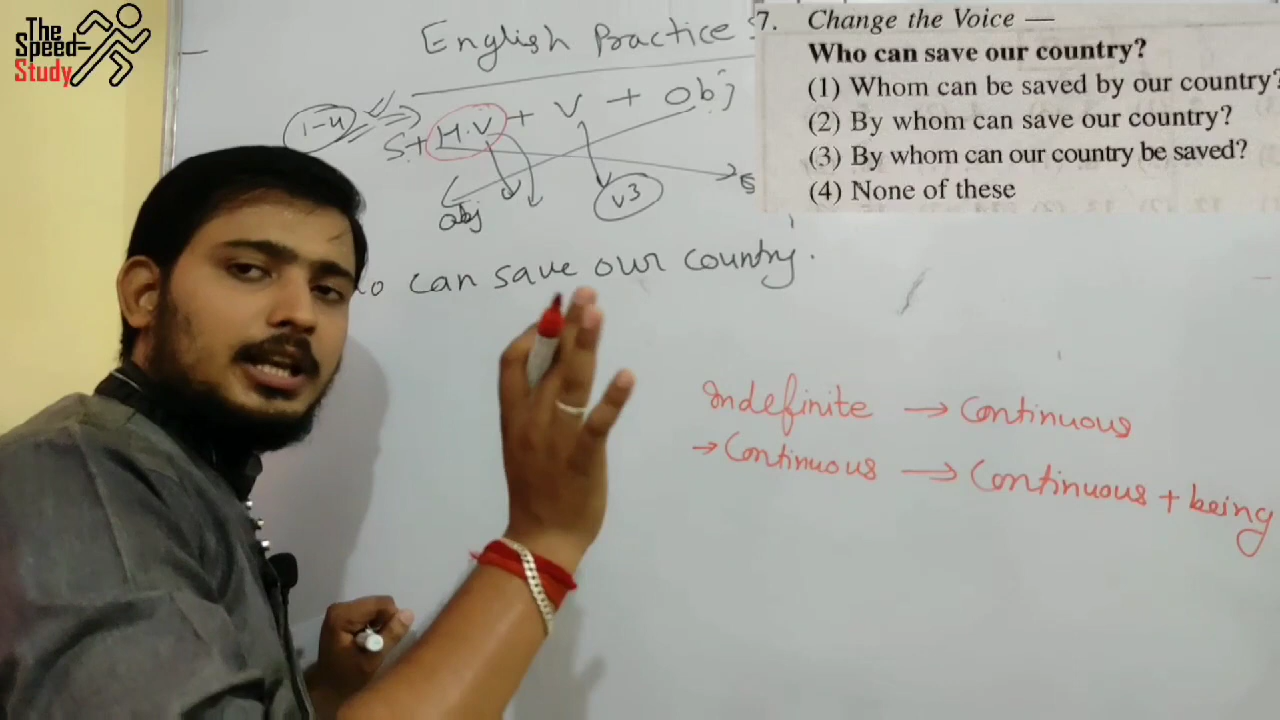 The
Speed
Study
English Practice
1-4
S + H.V + V + Obj
Obj
V3
can save our country.
Indefinite → Continuous
→ Continuous → Continuous + being
7. Change the Voice —
Who can save our country?
(1) Whom can be saved by our country?
(2) By whom can save our country?
(3) By whom can our country be saved?
(4) None of these